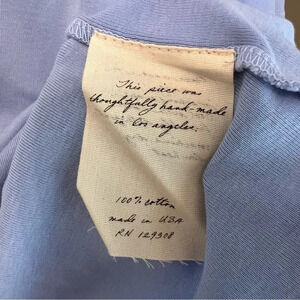 This piece was
thoughtfully hand-made
in los angeles.
100% cotton
made in USA
RN 129308